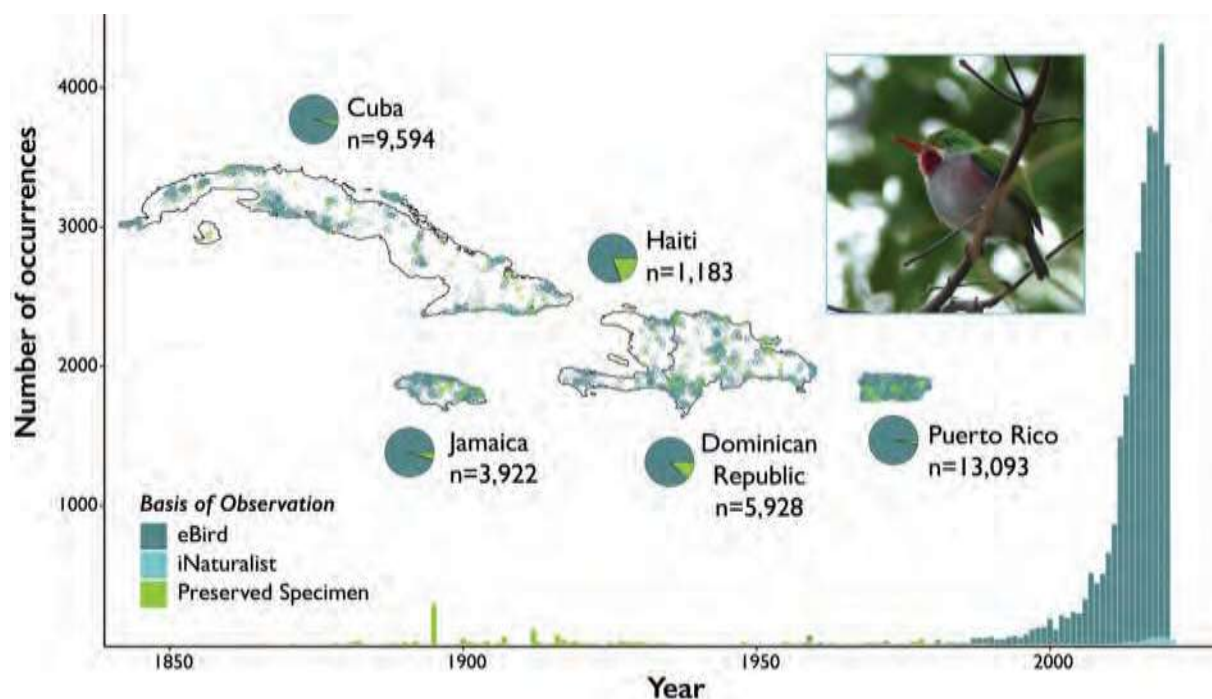 4000
Cuba
n=9,594
3000
Haiti
n=1,183
Number of occurrences
2000
Jamaica
n=3,922
Dominican
Republic
n=5,928
Puerto Rico
n=13,093
1000
Basis of Observation
eBird
iNaturalist
Preserved Specimen
1850
1900
1950
2000
Year